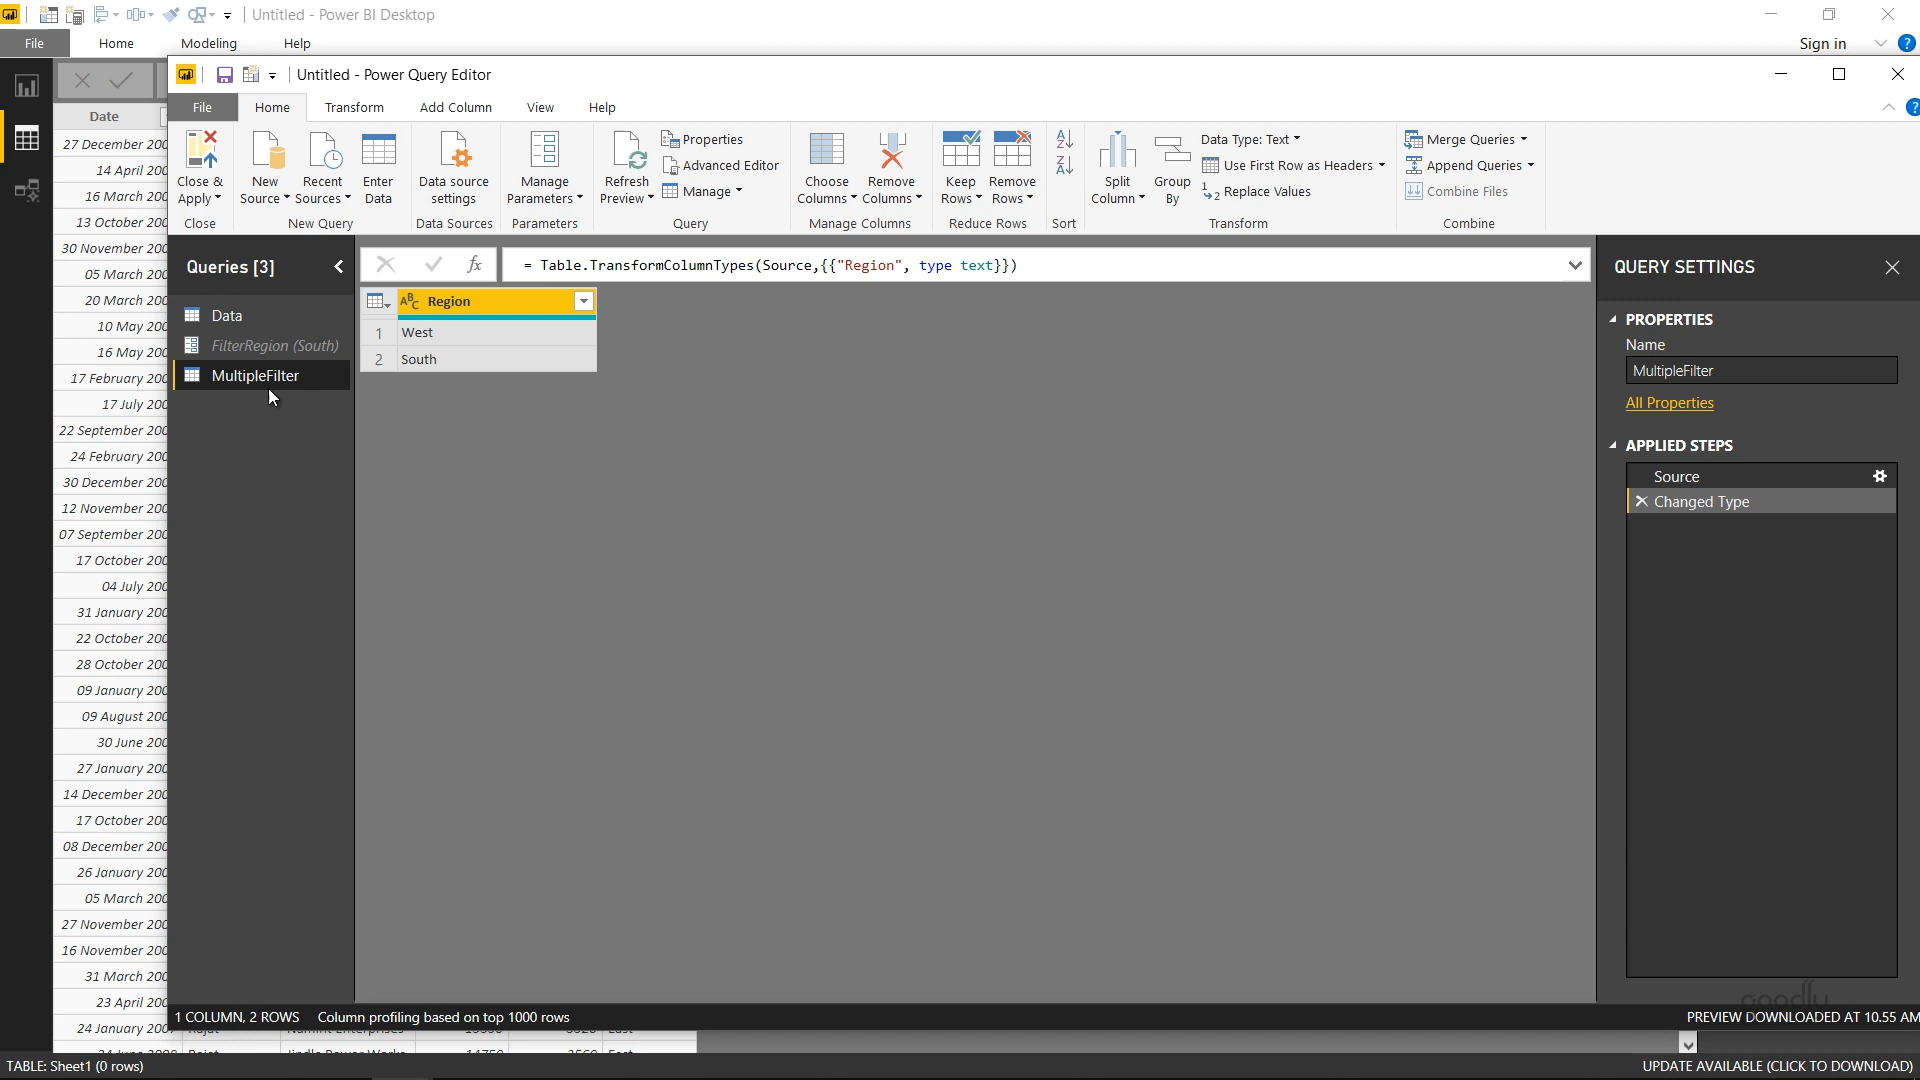 Untitled - Power BI Desktop
File Home Modeling Help Sign in
Untitled - Power Query Editor
File Home Transform Add Column View Help
Close & Apply
Close
New Source
Recent Sources
Enter Data
New Query
Data source settings
Data Sources
Manage Parameters
Parameters
Refresh Preview
Properties
Advanced Editor
Manage
Query
Choose Columns
Remove Columns
Manage Columns
Keep Rows
Remove Rows
Reduce Rows
Sort
Split Column
Group By
Data Type: Text
Use First Row as Headers
Replace Values
Transform
Merge Queries
Append Queries
Combine Files
Combine
Date
27 December 200
14 April 200
16 March 200
13 October 200
30 November 200
05 March 200
20 March 200
10 May 200
16 May 200
17 February 200
17 July 200
22 September 200
24 February 200
30 December 200
12 November 200
07 September 200
17 October 200
04 July 200
31 January 200
22 October 200
28 October 200
09 January 200
09 August 200
30 June 200
27 January 200
14 December 200
17 October 200
08 December 200
26 January 200
05 March 200
27 November 200
16 November 200
31 March 200
23 April 200
24 January 200
Queries [3]
Data
FilterRegion (South)
MultipleFilter
= Table.TransformColumnTypes(Source,{{"Region", type text}})
ABC Region
1 West
2 South
QUERY SETTINGS
PROPERTIES
Name
MultipleFilter
All Properties
APPLIED STEPS
Source
Changed Type
goodly
1 COLUMN, 2 ROWS Column profiling based on top 1000 rows
PREVIEW DOWNLOADED AT 10.55 AM
TABLE: Sheet1 (0 rows)
UPDATE AVAILABLE (CLICK TO DOWNLOAD)